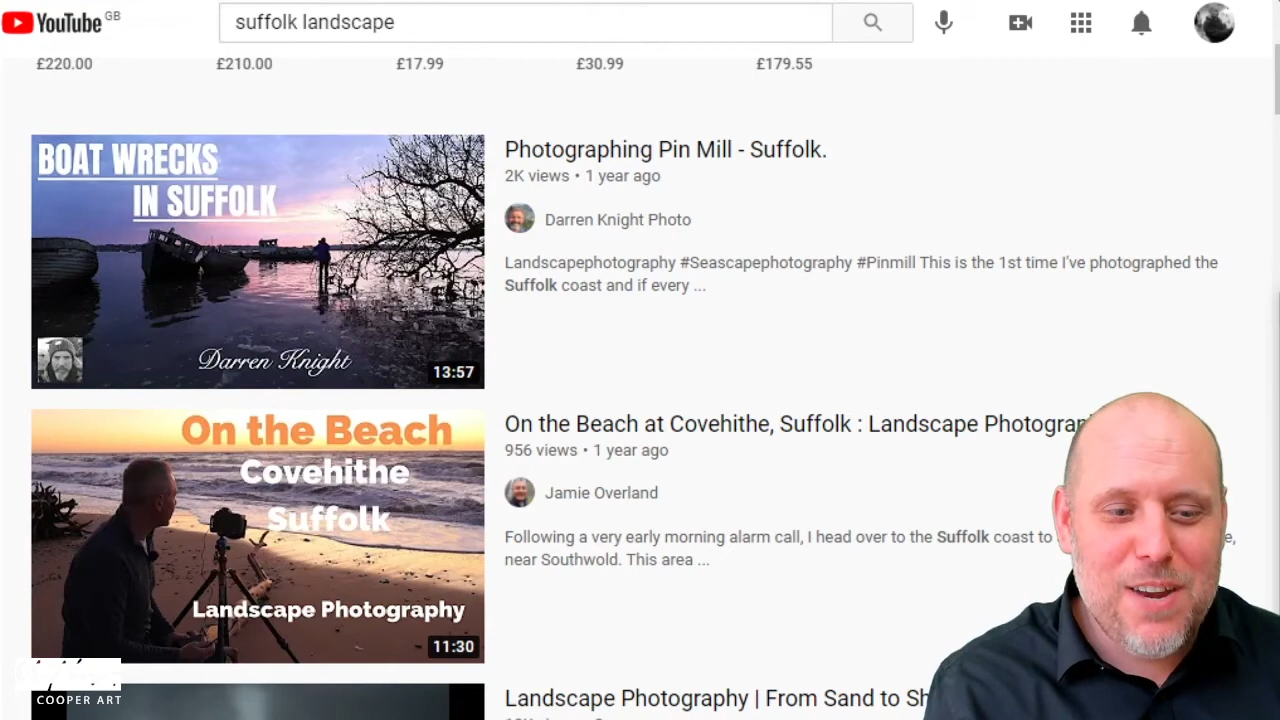 YouTube GB
suffolk landscape
£220.00 £210.00 £17.99 £30.99 £179.55
BOAT WRECKS
IN SUFFOLK
Darren Knight
13:57
Photographing Pin Mill - Suffolk.
2K views • 1 year ago
Darren Knight Photo
Landscapephotography #Seascapephotography #Pinmill This is the 1st time I've photographed the
Suffolk coast and if every ...
On the Beach
Covehithe
Suffolk
Landscape Photography
11:30
On the Beach at Covehithe, Suffolk : Landscape
956 views • 1 year ago
Jamie Overland
Following a very early morning alarm call, I head over to the Suffolk coast to
near Southwold. This area ...
COOPER ART
Landscape Photography | From Sand to